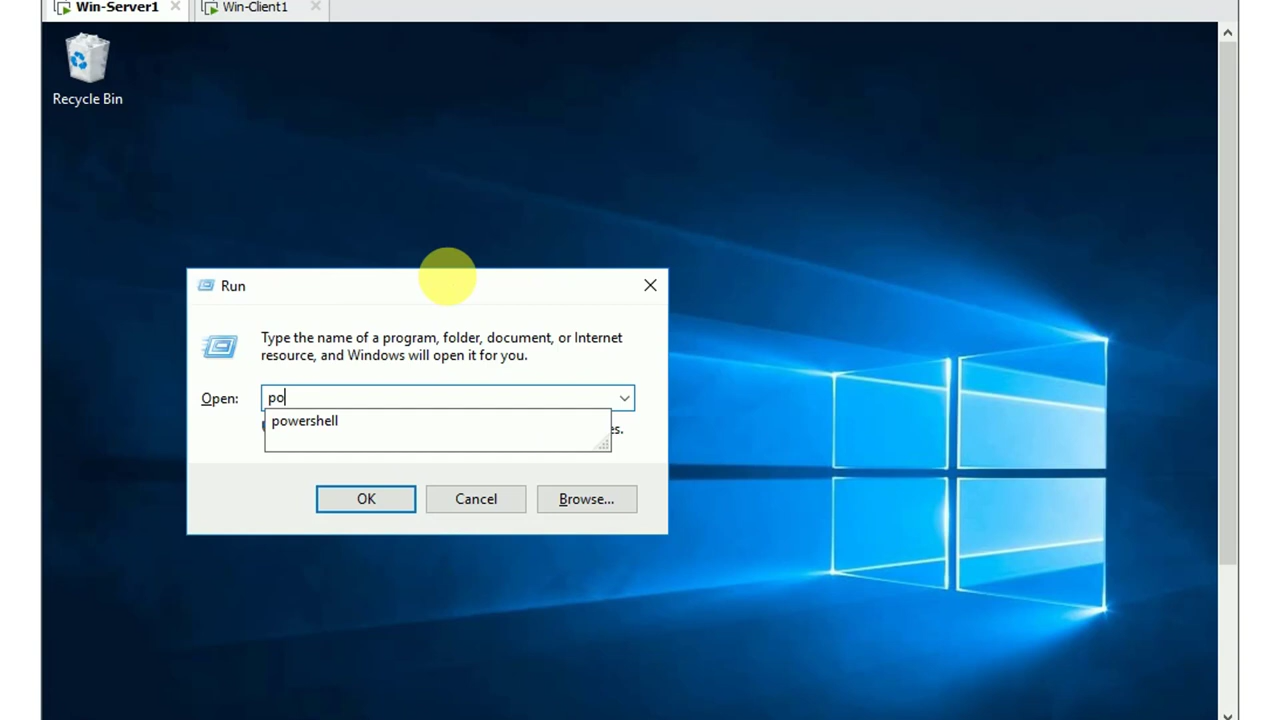 Win-Server1
Win-Client1
Recycle Bin
Run
Type the name of a program, folder, document, or Internet
resource, and Windows will open it for you.
Open:
po
powershell
es.
OK
Cancel
Browse...